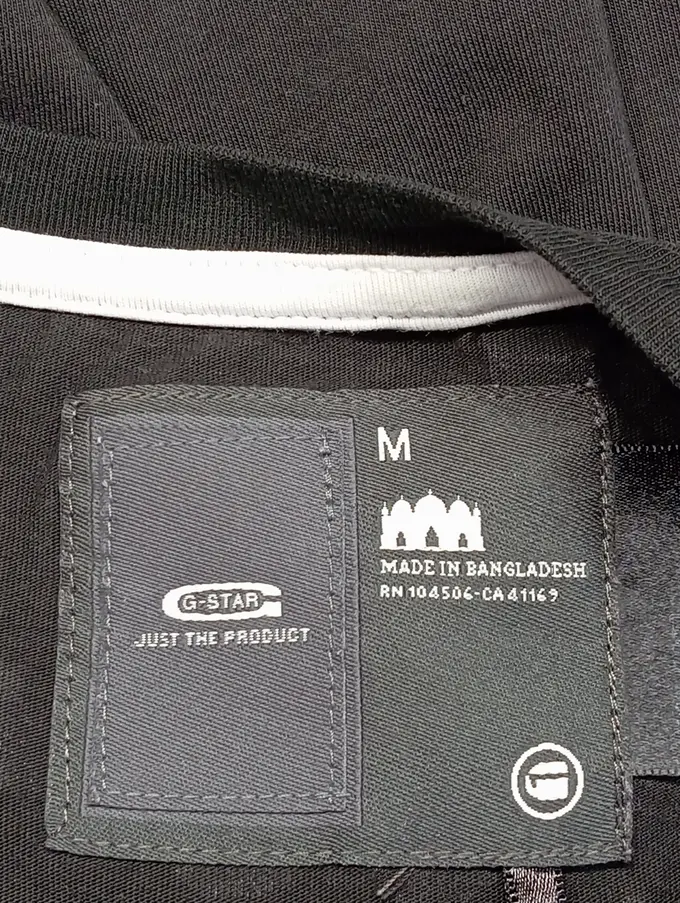 M
MADE IN BANGLADESH
RN 104506-CA 41169
G-STAR
JUST THE PRODUCT